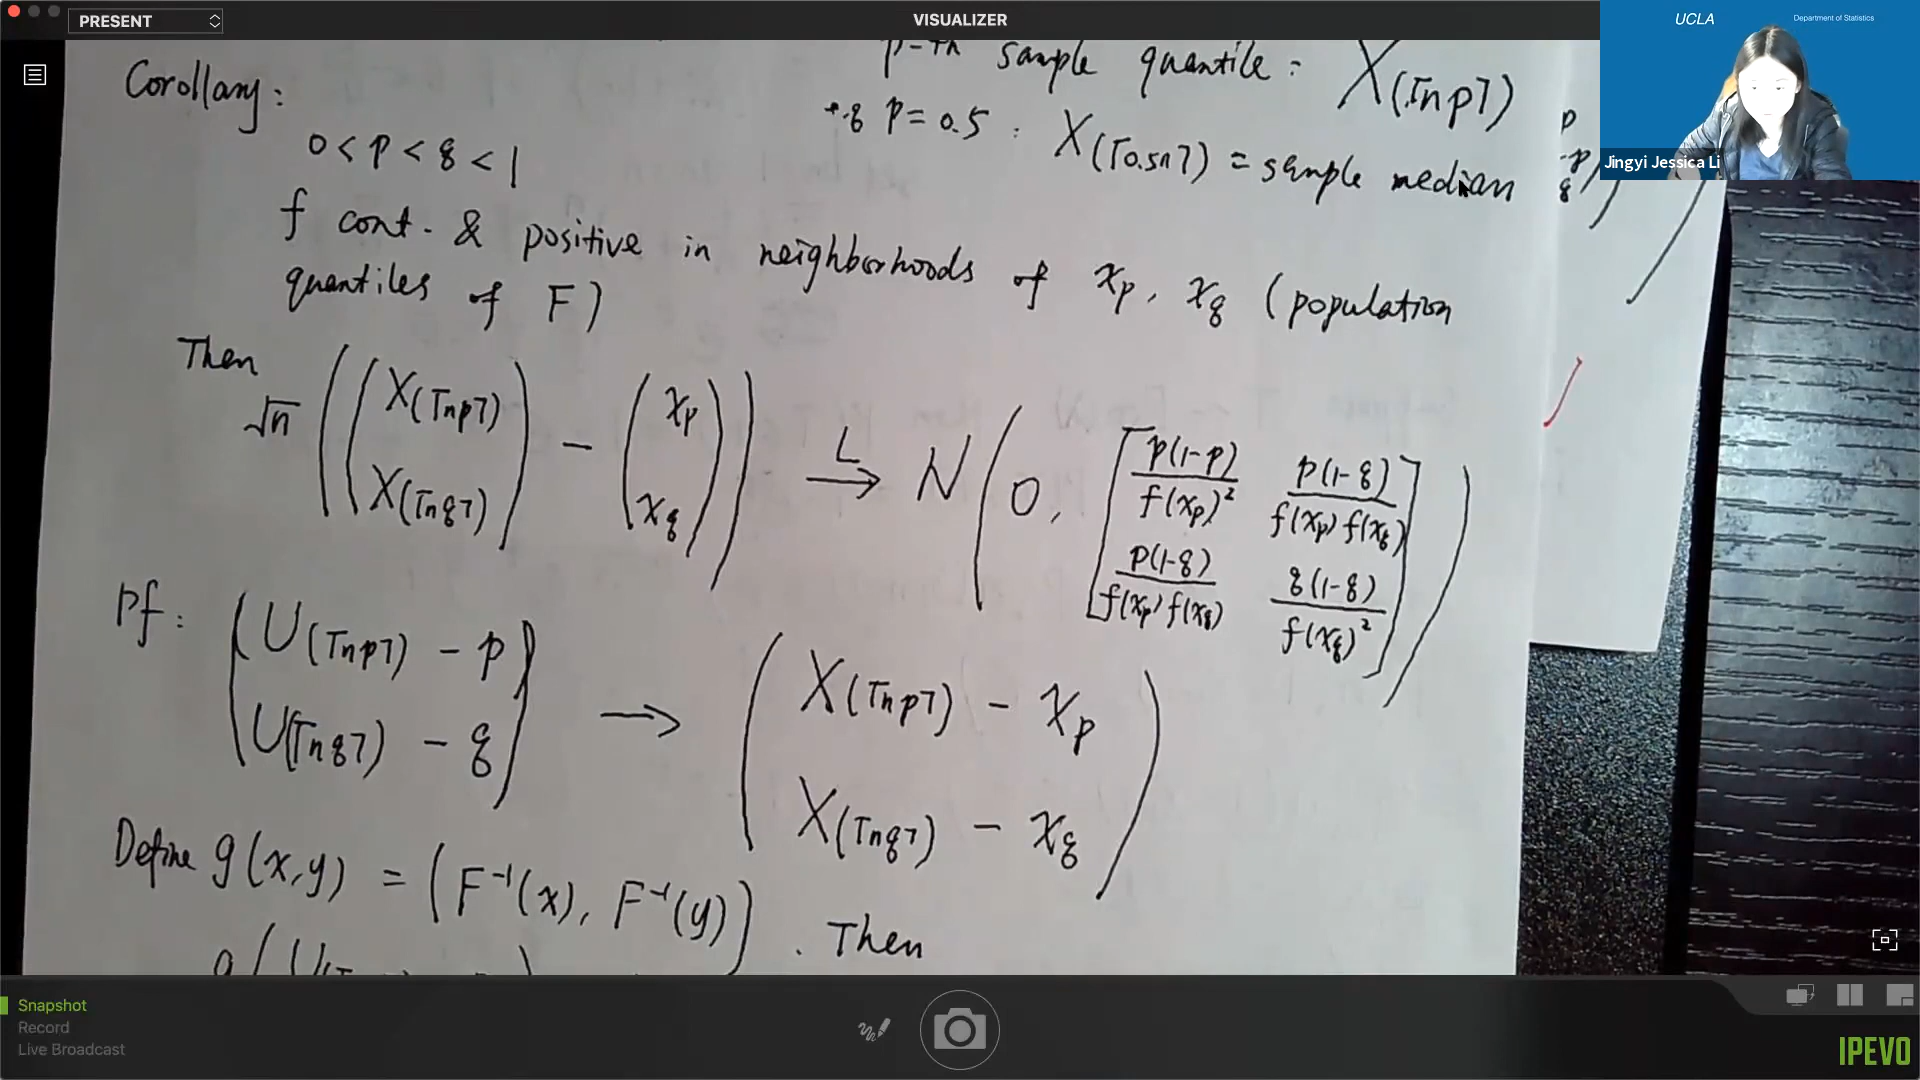 PRESENT
VISUALIZER
UCLA
Department of Statistics
Jingyi Jessica Li
p-th sample quantile: X(⌈np⌉)
e.g p = 0.5 : X(⌈0.5n⌉) = sample median
Corollary:
0 < p < q < 1
f cont. & positive in neighborhoods of xp, xq (population
quantiles of F)
Then
√n ( ( X(⌈np⌉) X(⌈nq⌉) ) - ( xp xq ) ) →L N ( 0, [ p(1-p)/f(xp)² p(1-q)/f(xp)f(xq)
p(1-q)/f(xp)f(xq) q(1-q)/f(xq)² ] )
pf: ( U(⌈np⌉) - p → ( X(⌈np⌉) - xp
U(⌈nq⌉) - q ) X(⌈nq⌉) - xq )
Define g(x,y) = (F⁻¹(x), F⁻¹(y)). Then
Snapshot
Record
Live Broadcast
IPEVO